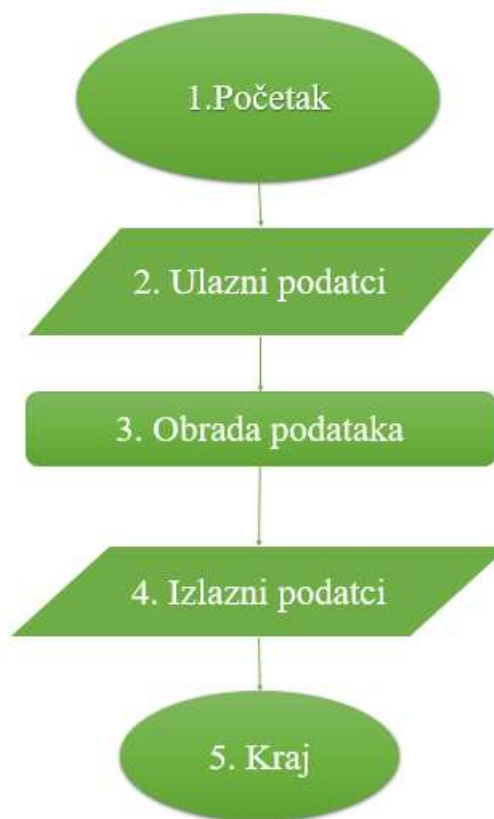 1.Početak
2. Ulazni podatci
3. Obrada podataka
4. Izlazni podatci
5. Kraj